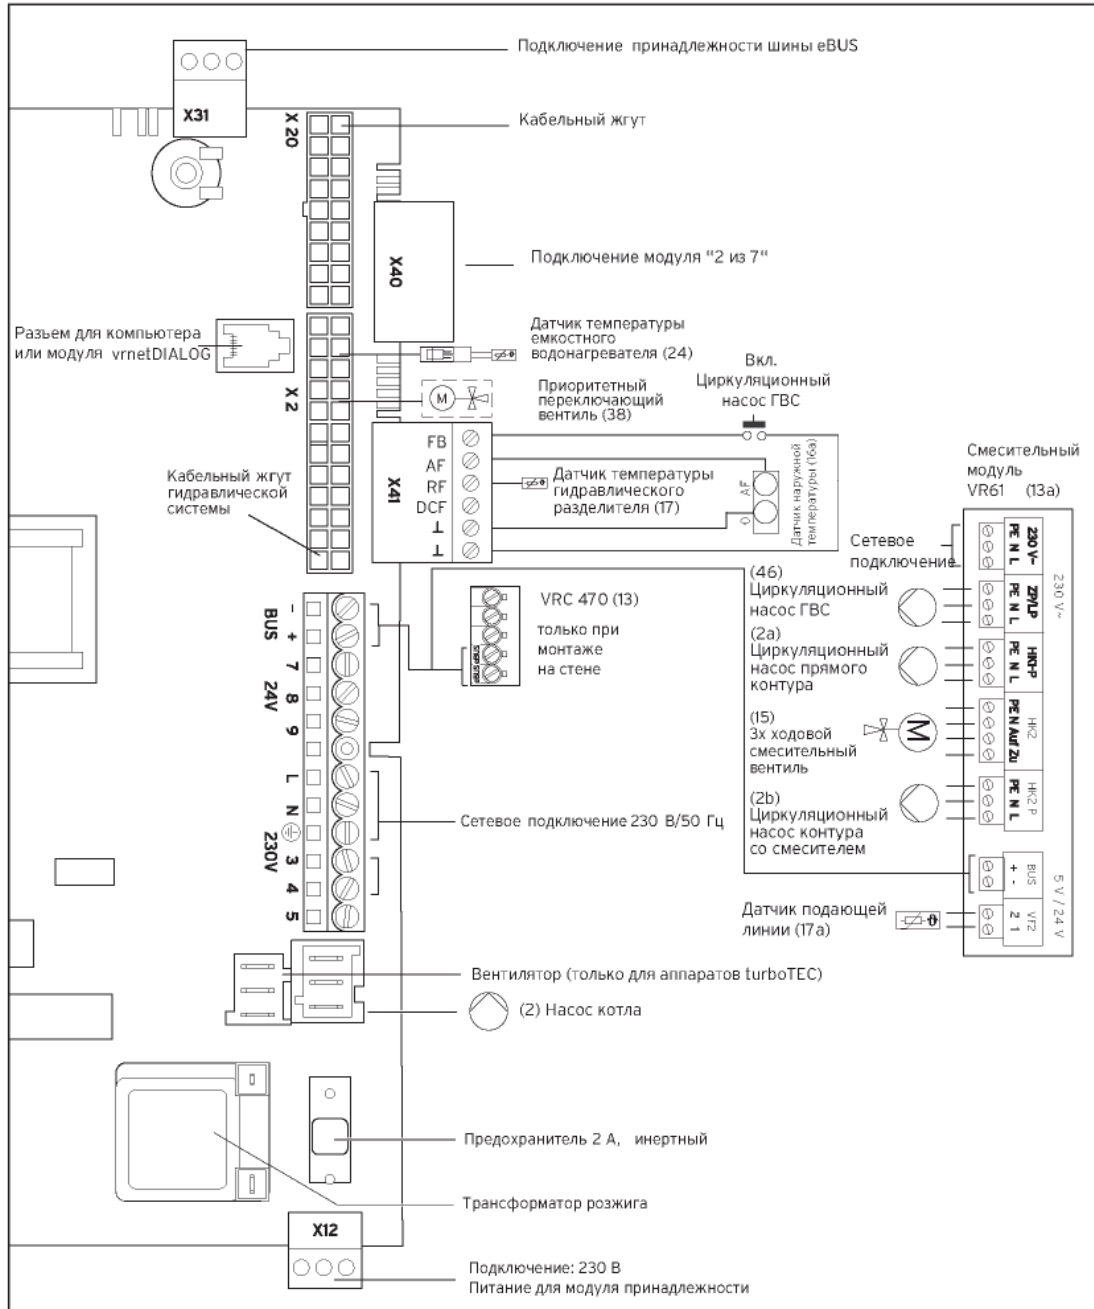 Подключение принадлежности шины eBUS
X31
X 20
Кабельный жгут
X40
Подключение модуля "2 из 7"
Разъем для компьютера
или модуля vrnetDIALOG
X 2
Датчик температуры
емкостного
водонагревателя (24)
Приоритетный
переключающий
вентиль (38)
M
Вкл.
Циркуляционный
насос ГВС
X41
FB
AF
RF
DCF
⊥
⊥
Датчик температуры
гидравлического
разделителя (17)
AF
O
Датчик наружной
температуры (16а)
Кабельный жгут
гидравлической
системы
Смесительный
модуль
VR61 (13а)
Сетевое
подключение
230 V~
PE N L
230 V~
(46)
Циркуляционный
насос ГВС
ZP/LP
PE N L
(2а)
Циркуляционный
насос прямого
контура
HK1-P
PE N L
(15)
3х ходовой
смесительный
вентиль
M
HK2
PE N Auf Zu
(2b)
Циркуляционный
насос контура
со смесителем
HK2 P
PE N L
BUS
+ -
5 V / 24 V
Датчик подающей
линии (17а)
VF2
2 1
VRC 470 (13)
только при
монтаже
на стене
BUS
- +
24V
7 8 9
L
N
230V
3
4
5
Сетевое подключение 230 В/50 Гц
Вентилятор (только для аппаратов turboTEC)
(2) Насос котла
Предохранитель 2 А, инертный
Трансформатор розжига
X12
Подключение: 230 В
Питание для модуля принадлежности